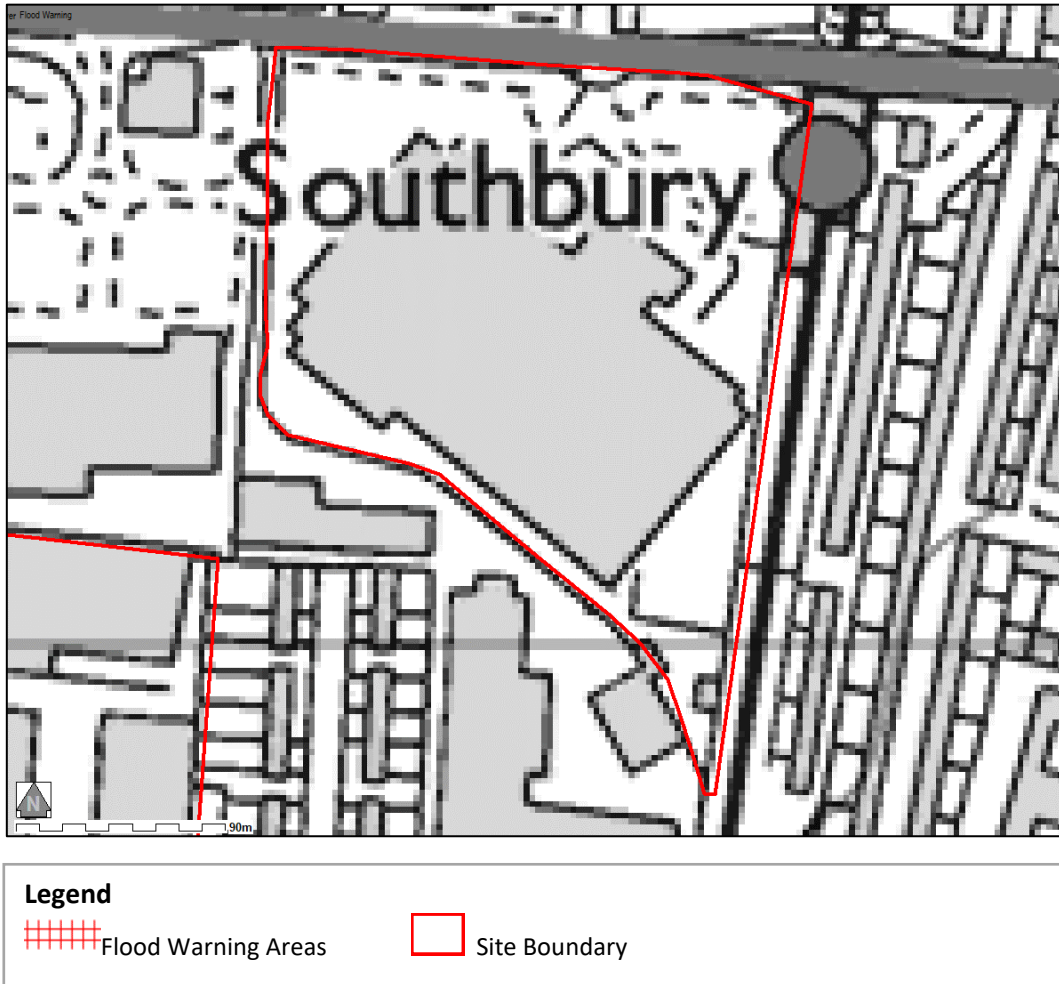 er Flood Warning
Southbury
N
90m
Legend
Flood Warning Areas
Site Boundary